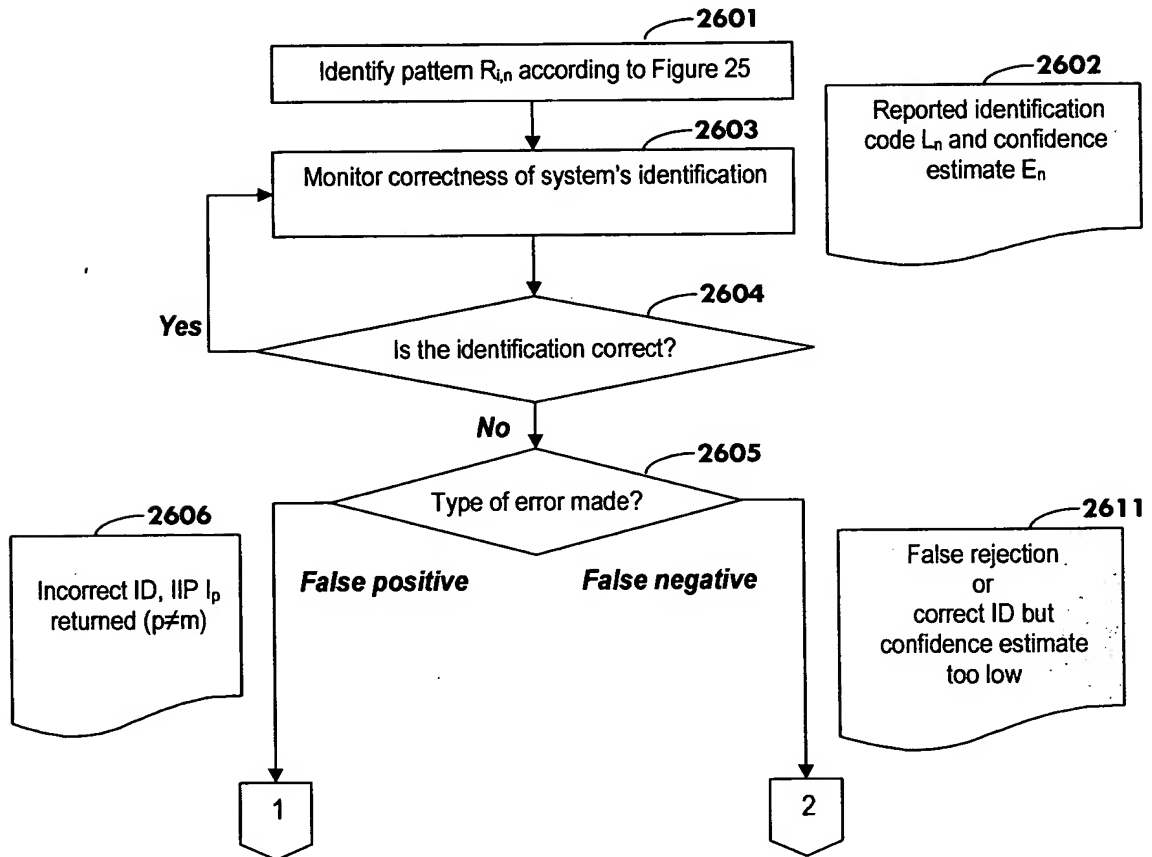 2601
Identify pattern Ri,n according to Figure 25
2602
Reported identification
code Ln and confidence
estimate En
2603
Monitor correctness of system's identification
2604
Yes
Is the identification correct?
No
2605
Type of error made?
2606
Incorrect ID, IIP Ip
returned (p≠m)
False positive
False negative
2611
False rejection
or
correct ID but
confidence estimate
too low
1
2